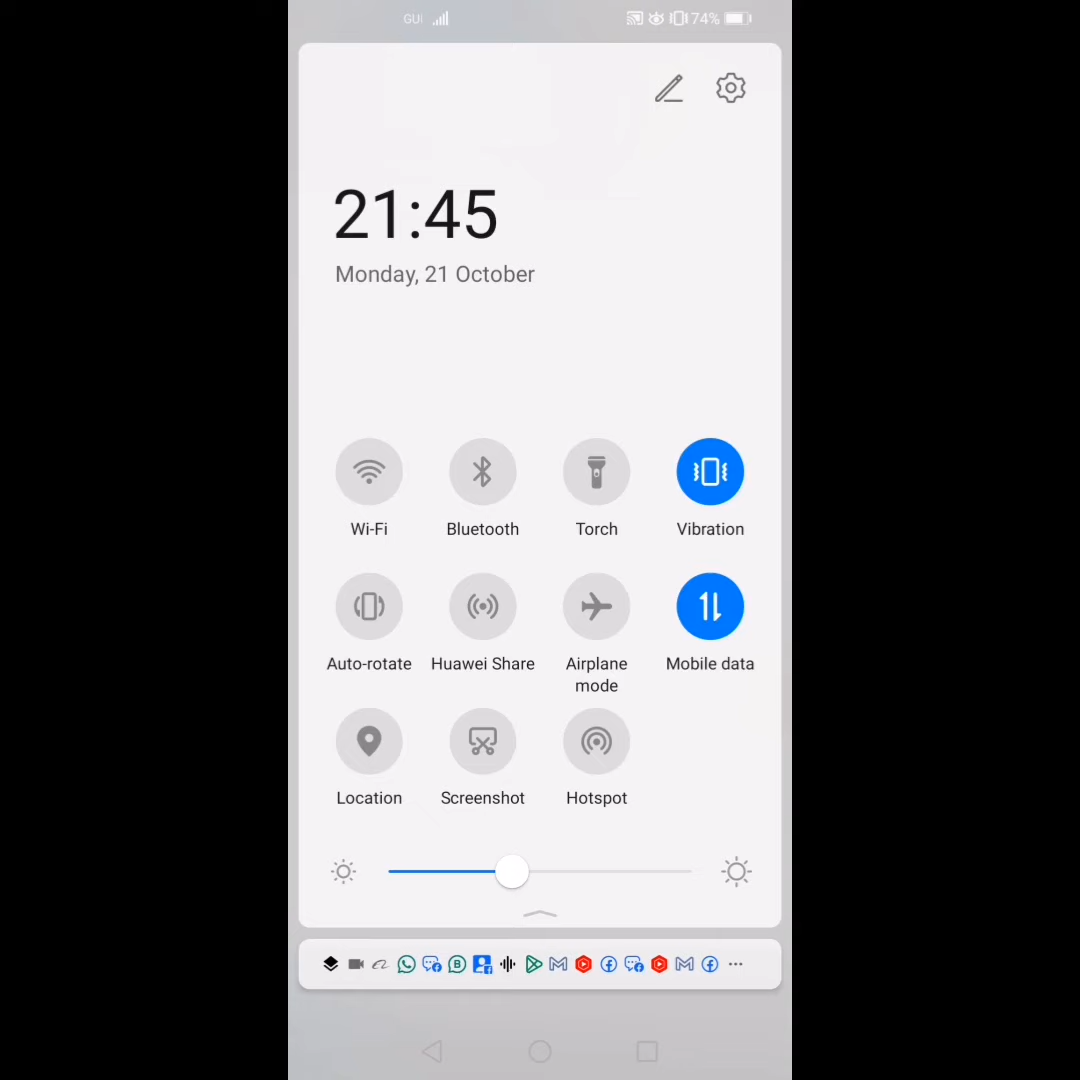 GUI 74%
21:45
Monday, 21 October
Wi-Fi Bluetooth Torch Vibration
Auto-rotate Huawei Share Airplane mode Mobile data
Location Screenshot Hotspot